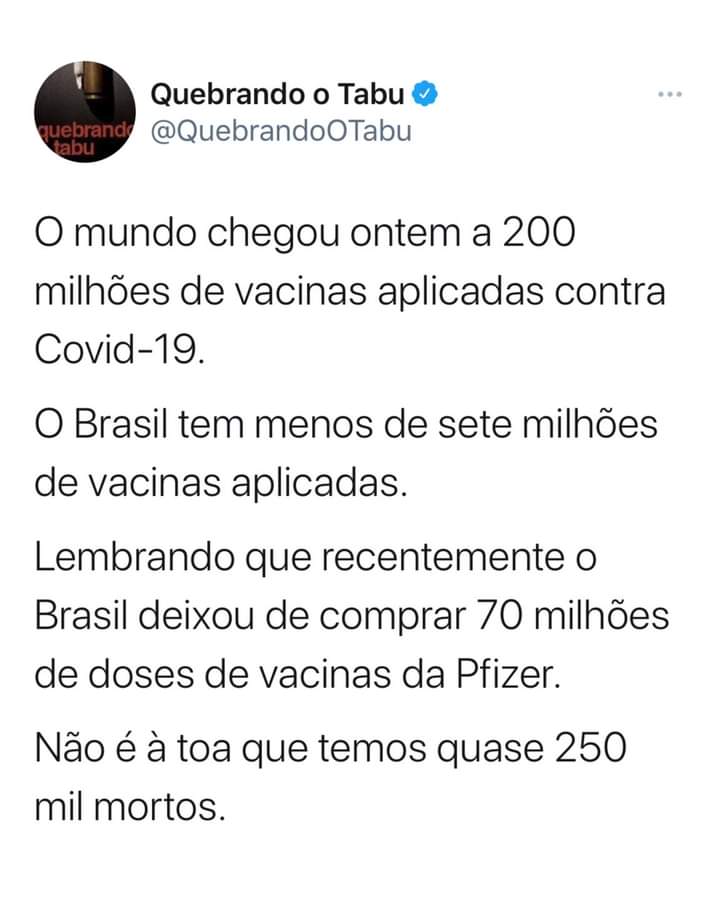 Quebrando o Tabu
@QuebrandoOTabu
quebrando
tabu
O mundo chegou ontem a 200
milhões de vacinas aplicadas contra
Covid-19.
O Brasil tem menos de sete milhões
de vacinas aplicadas.
Lembrando que recentemente o
Brasil deixou de comprar 70 milhões
de doses de vacinas da Pfizer.
Não é à toa que temos quase 250
mil mortos.